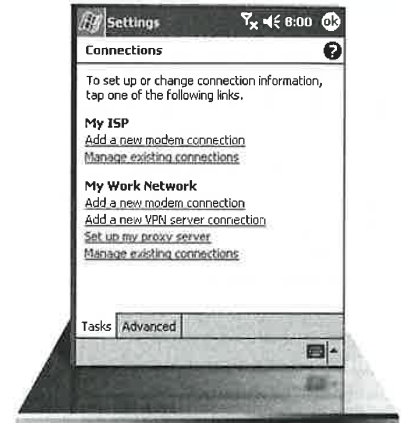 Settings 8:00 ok
Connections ?
To set up or change connection information,
tap one of the following links.
My ISP
Add a new modem connection
Manage existing connections
My Work Network
Add a new modem connection
Add a new VPN server connection
Set up my proxy server
Manage existing connections
Tasks Advanced